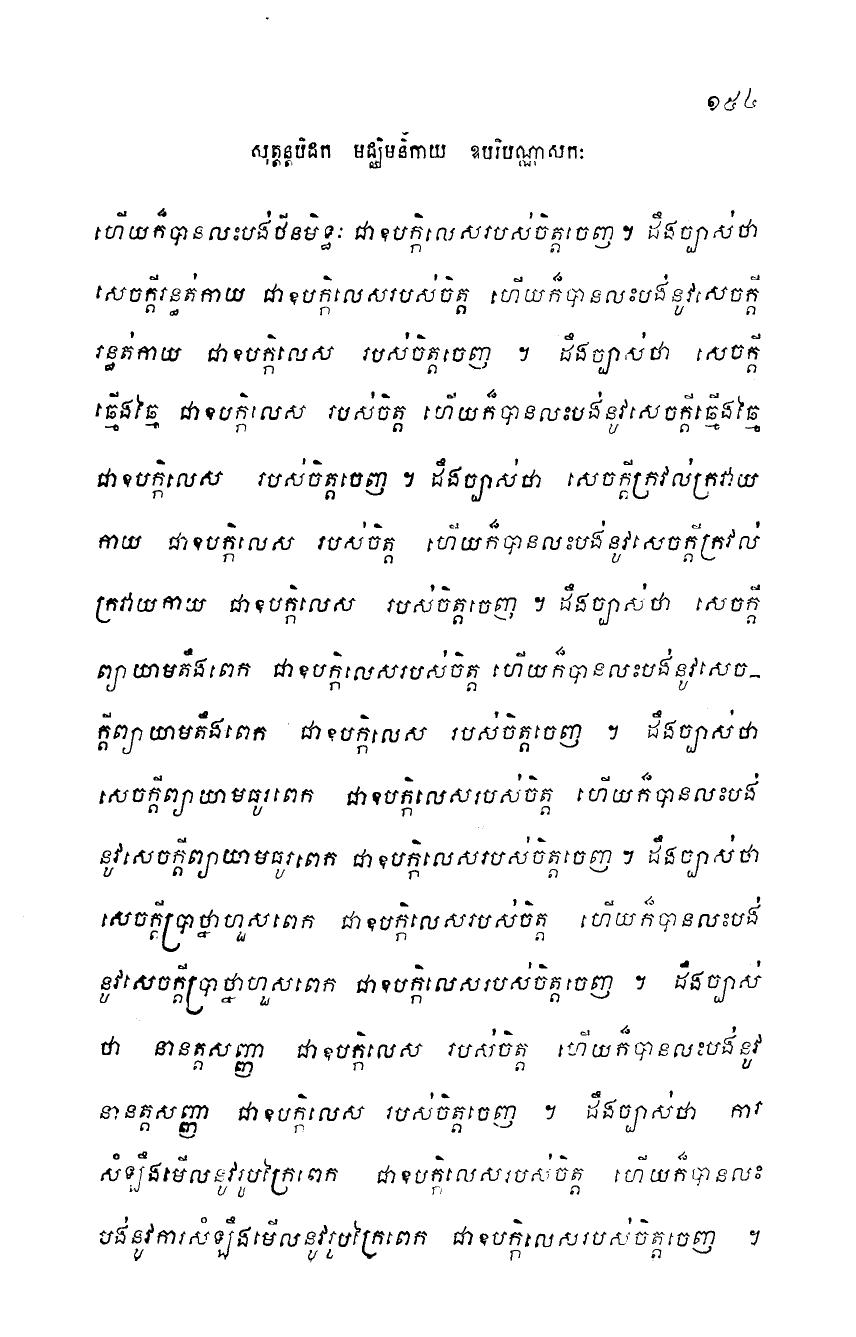 ១៩៤
សុត្តន្តបិដក មជ្ឈិមនិកាយ ឧបរិបណ្ណាសកៈ
ហើយក៏បានលះបង់ថីនមិទ្ធៈ ជាឧបក្កិលេសរបស់ចិត្តចេញ ។ ដឹងច្បាស់ថា
សេចក្តីរន្ធត់កាយ ជាឧបក្កិលេសរបស់ចិត្ត ហើយក៏បានលះបង់នូវសេចក្តី
រន្ធត់កាយ ជាឧបក្កិលេស របស់ចិត្តចេញ ។ ដឹងច្បាស់ថា សេចក្តី
ឆ្មើងឆ្មៃ ជាឧបក្កិលេស របស់ចិត្ត ហើយក៏បានលះបង់នូវសេចក្តីឆ្មើងឆ្មៃ
ជាឧបក្កិលេស របស់ចិត្តចេញ ។ ដឹងច្បាស់ថា សេចក្តីក្រវល់ក្រវាយ
កាយ ជាឧបក្កិលេស របស់ចិត្ត ហើយក៏បានលះបង់នូវសេចក្តីក្រវល់
ក្រវាយកាយ ជាឧបក្កិលេស របស់ចិត្តចេញ ។ ដឹងច្បាស់ថា សេចក្តី
ព្យាយាមតឹងពេក ជាឧបក្កិលេសរបស់ចិត្ត ហើយក៏បានលះបង់នូវសេច-
ក្តីព្យាយាមតឹងពេក ជាឧបក្កិលេស របស់ចិត្តចេញ ។ ដឹងច្បាស់ថា
សេចក្តីព្យាយាមធូរពេក ជាឧបក្កិលេសរបស់ចិត្ត ហើយក៏បានលះបង់
នូវសេចក្តីព្យាយាមធូរពេក ជាឧបក្កិលេសរបស់ចិត្តចេញ ។ ដឹងច្បាស់ថា
សេចក្តីប្រាថ្នាហួសពេក ជាឧបក្កិលេសរបស់ចិត្ត ហើយក៏បានលះបង់
នូវសេចក្តីប្រាថ្នាហួសពេក ជាឧបក្កិលេសរបស់ចិត្តចេញ ។ ដឹងច្បាស់
ថា នានត្តសញ្ញា ជាឧបក្កិលេស របស់ចិត្ត ហើយក៏បានលះបង់នូវ
នានត្តសញ្ញា ជាឧបក្កិលេស របស់ចិត្តចេញ ។ ដឹងច្បាស់ថា ការ
សំឡឹងមើលនូវរូបក្រៃពេក ជាឧបក្កិលេសរបស់ចិត្ត ហើយក៏បានលះ
បង់នូវការសំឡឹងមើលនូវរូបក្រៃពេក ជាឧបក្កិលេសរបស់ចិត្តចេញ ។